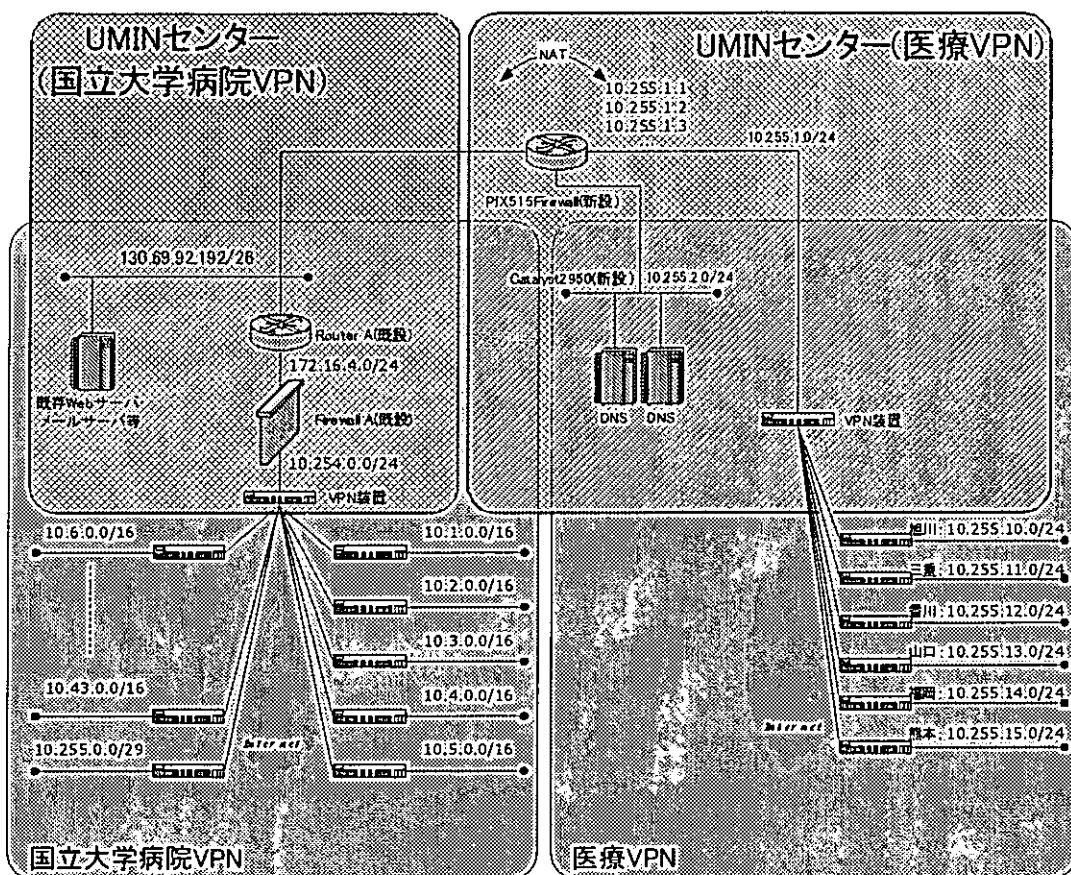 UMINセンター
(国立大学病院VPN)
UMINセンター(医療VPN)
NAT
10.255.1.1
10.255.1.2
10.255.1.3
10.255.1.0/24
PIX515Firewall(新設)
130.69.92.192/26
Catalyst2950(新設)
10.255.2.0/24
Router A(既設)
172.16.4.0/24
既存Webサーバ
メールサーバ等
Firewall A(既設)
DNS
DNS
VPN装置
10.254.0.0/24
VPN装置
10.6.0.0/16
10.1.0.0/16
10.2.0.0/16
10.3.0.0/16
10.43.0.0/16
10.4.0.0/16
10.255.0.0/29
Internet
10.5.0.0/16
旭川: 10.255.10.0/24
三重: 10.255.11.0/24
香川: 10.255.12.0/24
山口: 10.255.13.0/24
福岡: 10.255.14.0/24
Internet
熊本: 10.255.15.0/24
国立大学病院VPN
医療VPN